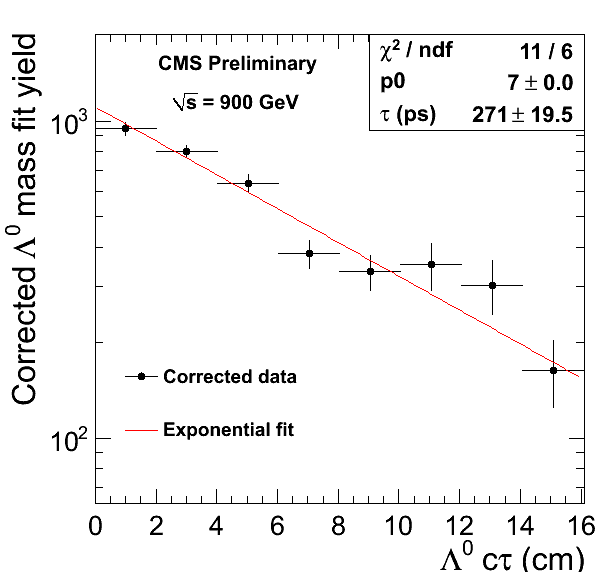 CMS Preliminary
√s = 900 GeV
χ² / ndf 11 / 6
p0 7 ± 0.0
τ (ps) 271 ± 19.5
Corrected Λ⁰ mass fit yield
10³
10²
Corrected data
Exponential fit
0 2 4 6 8 10 12 14 16
Λ⁰ cτ (cm)